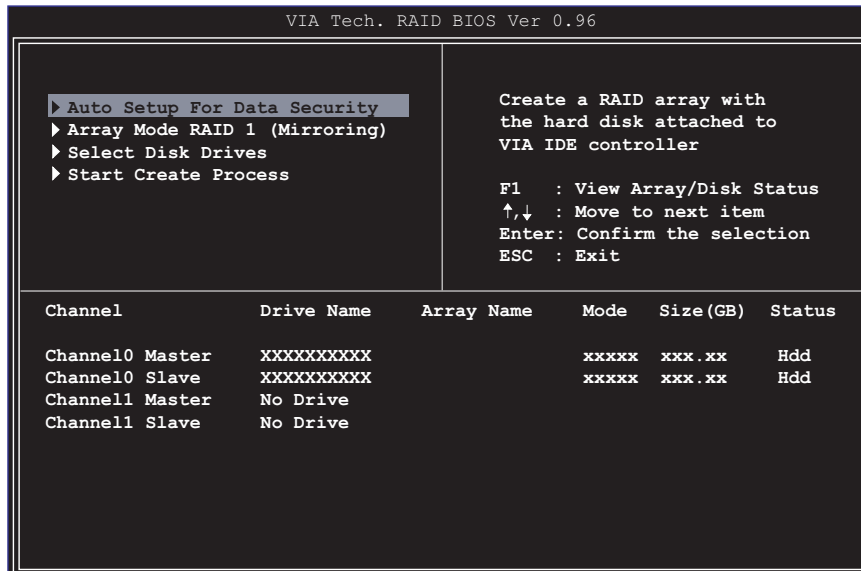 VIA Tech. RAID BIOS Ver 0.96
Auto Setup For Data Security
Array Mode RAID 1 (Mirroring)
Select Disk Drives
Start Create Process
Create a RAID array with
the hard disk attached to
VIA IDE controller
F1 : View Array/Disk Status
↑,↓ : Move to next item
Enter: Confirm the selection
ESC : Exit
Channel Drive Name Array Name Mode Size(GB) Status
Channel0 Master XXXXXXXXXX xxxxx xxx.xx Hdd
Channel0 Slave XXXXXXXXXX xxxxx xxx.xx Hdd
Channel1 Master No Drive
Channel1 Slave No Drive